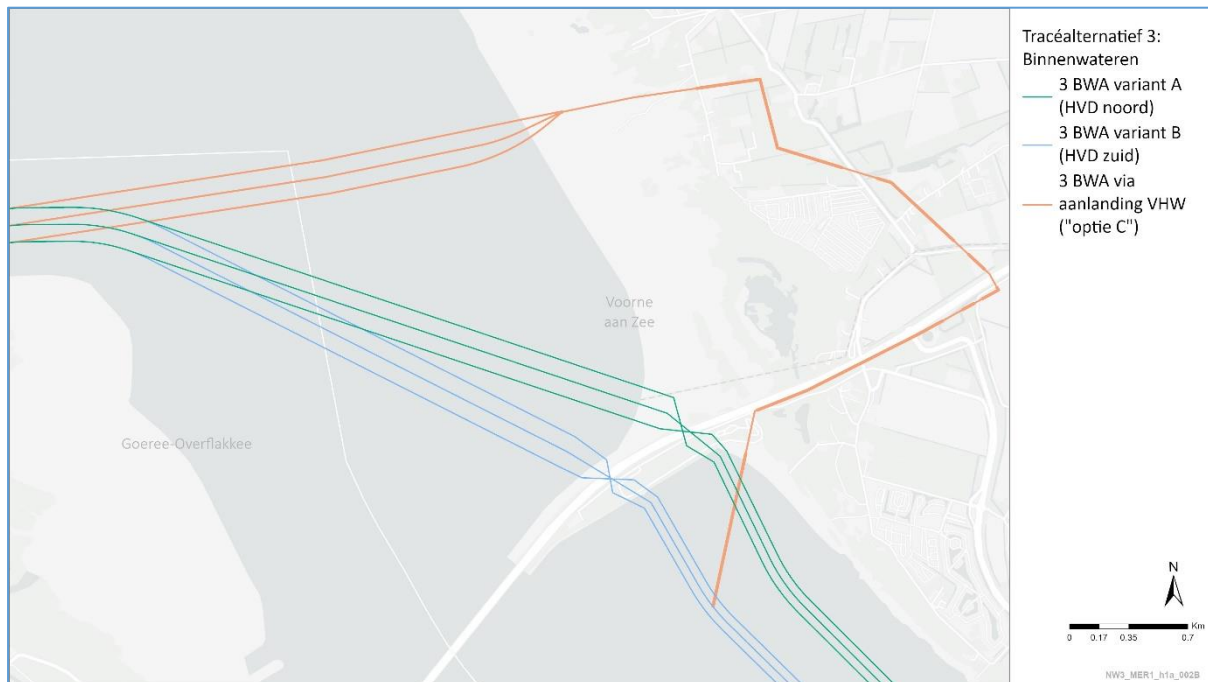 Tracéalternatief 3:
Binnenwateren
3 BWA variant A
(HVD noord)
3 BWA variant B
(HVD zuid)
3 BWA via
aanlanding VHW
("optie C")
Voorne
aan Zee
Goeree-Overflakkee
N
Km
0 0.17 0.35 0.7
NW3_MER1_h1a_002B